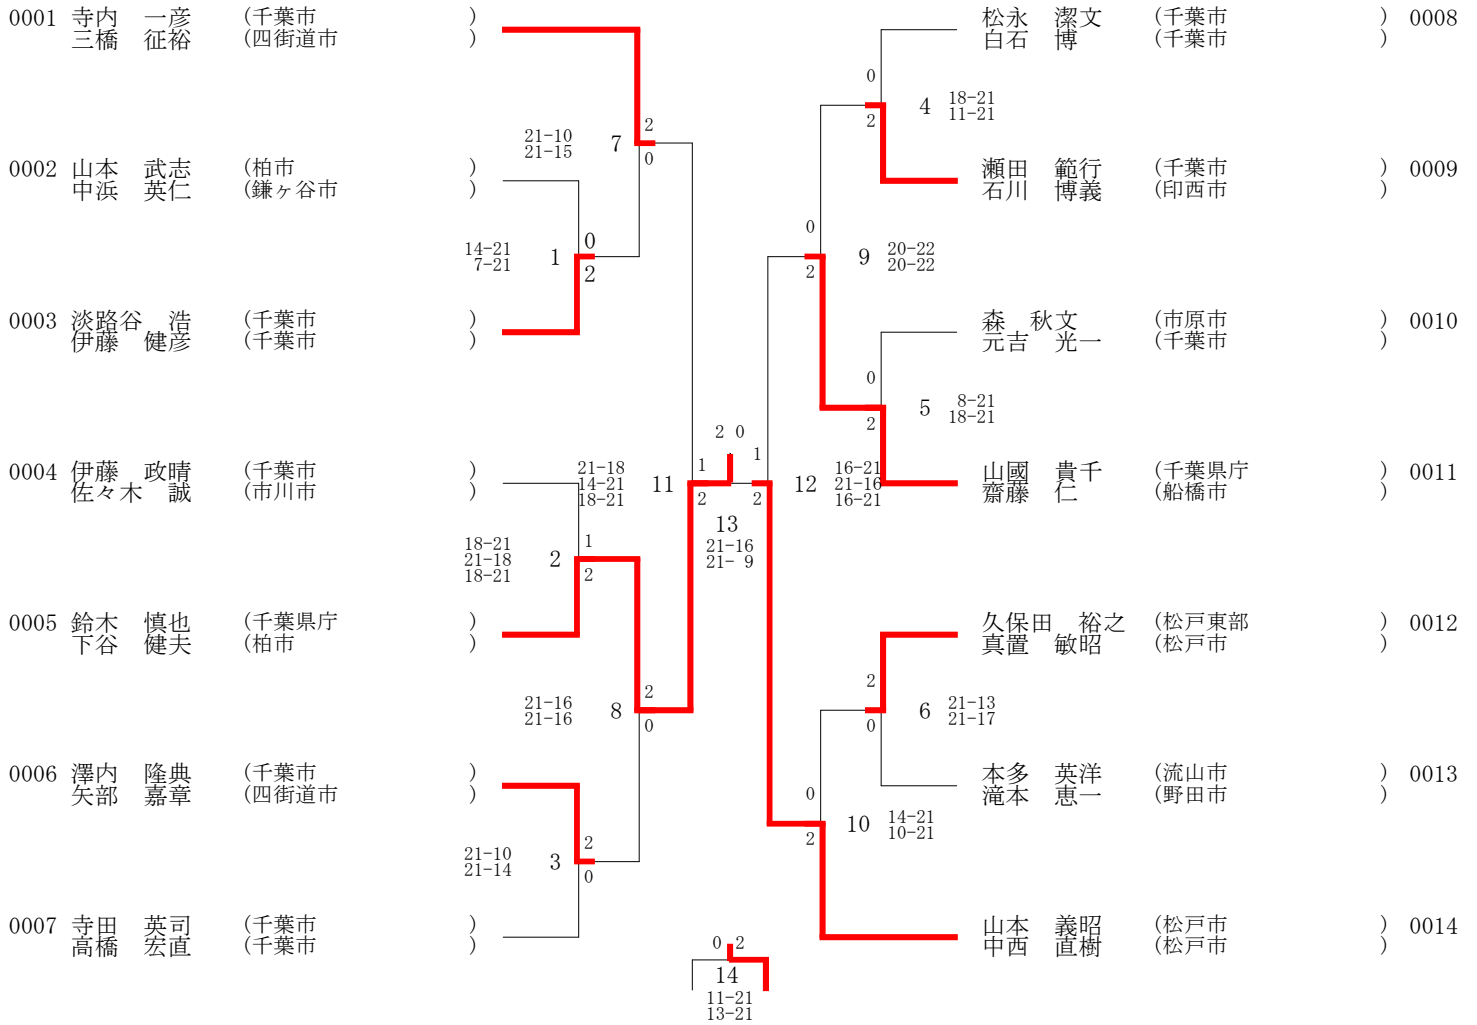 0001 寺内　一彦 (千葉市 )
三橋　征裕 (四街道市 )
21-10
21-15
7
2
0
0002 山本　武志 (柏市 )
中浜　英仁 (鎌ヶ谷市 )
14-21
7-21
1
0
2
0003 淡路谷　浩 (千葉市 )
伊藤　健彦 (千葉市 )
0004 伊藤　政晴 (千葉市 )
佐々木　誠 (市川市 )
21-18
14-21
18-21
11
1
2
18-21
21-18
18-21
2
1
2
0005 鈴木　慎也 (千葉県庁 )
下谷　健夫 (柏市 )
21-16
21-16
8
2
0
0006 澤内　隆典 (千葉市 )
矢部　嘉章 (四街道市 )
21-10
21-14
3
2
0
0007 寺田　英司 (千葉市 )
高橋　宏直 (千葉市 )
2 0
13
21-16
21- 9
0 2
14
11-21
13-21
松永　潔文 (千葉市 ) 0008
白石　博 (千葉市 )
0
2
4
18-21
11-21
瀬田　範行 (千葉市 ) 0009
石川　博義 (印西市 )
0
2
9
20-22
20-22
森　秋文 (市原市 ) 0010
元吉　光一 (千葉市 )
0
2
5
8-21
18-21
1
2
12
16-21
21-16
16-21
山國　貴千 (千葉県庁 ) 0011
齋藤　仁 (船橋市 )
久保田　裕之 (松戸東部 ) 0012
真置　敏昭 (松戸市 )
2
0
6
21-13
21-17
本多　英洋 (流山市 ) 0013
滝本　恵一 (野田市 )
0
2
10
14-21
10-21
山本　義昭 (松戸市 ) 0014
中西　直樹 (松戸市 )